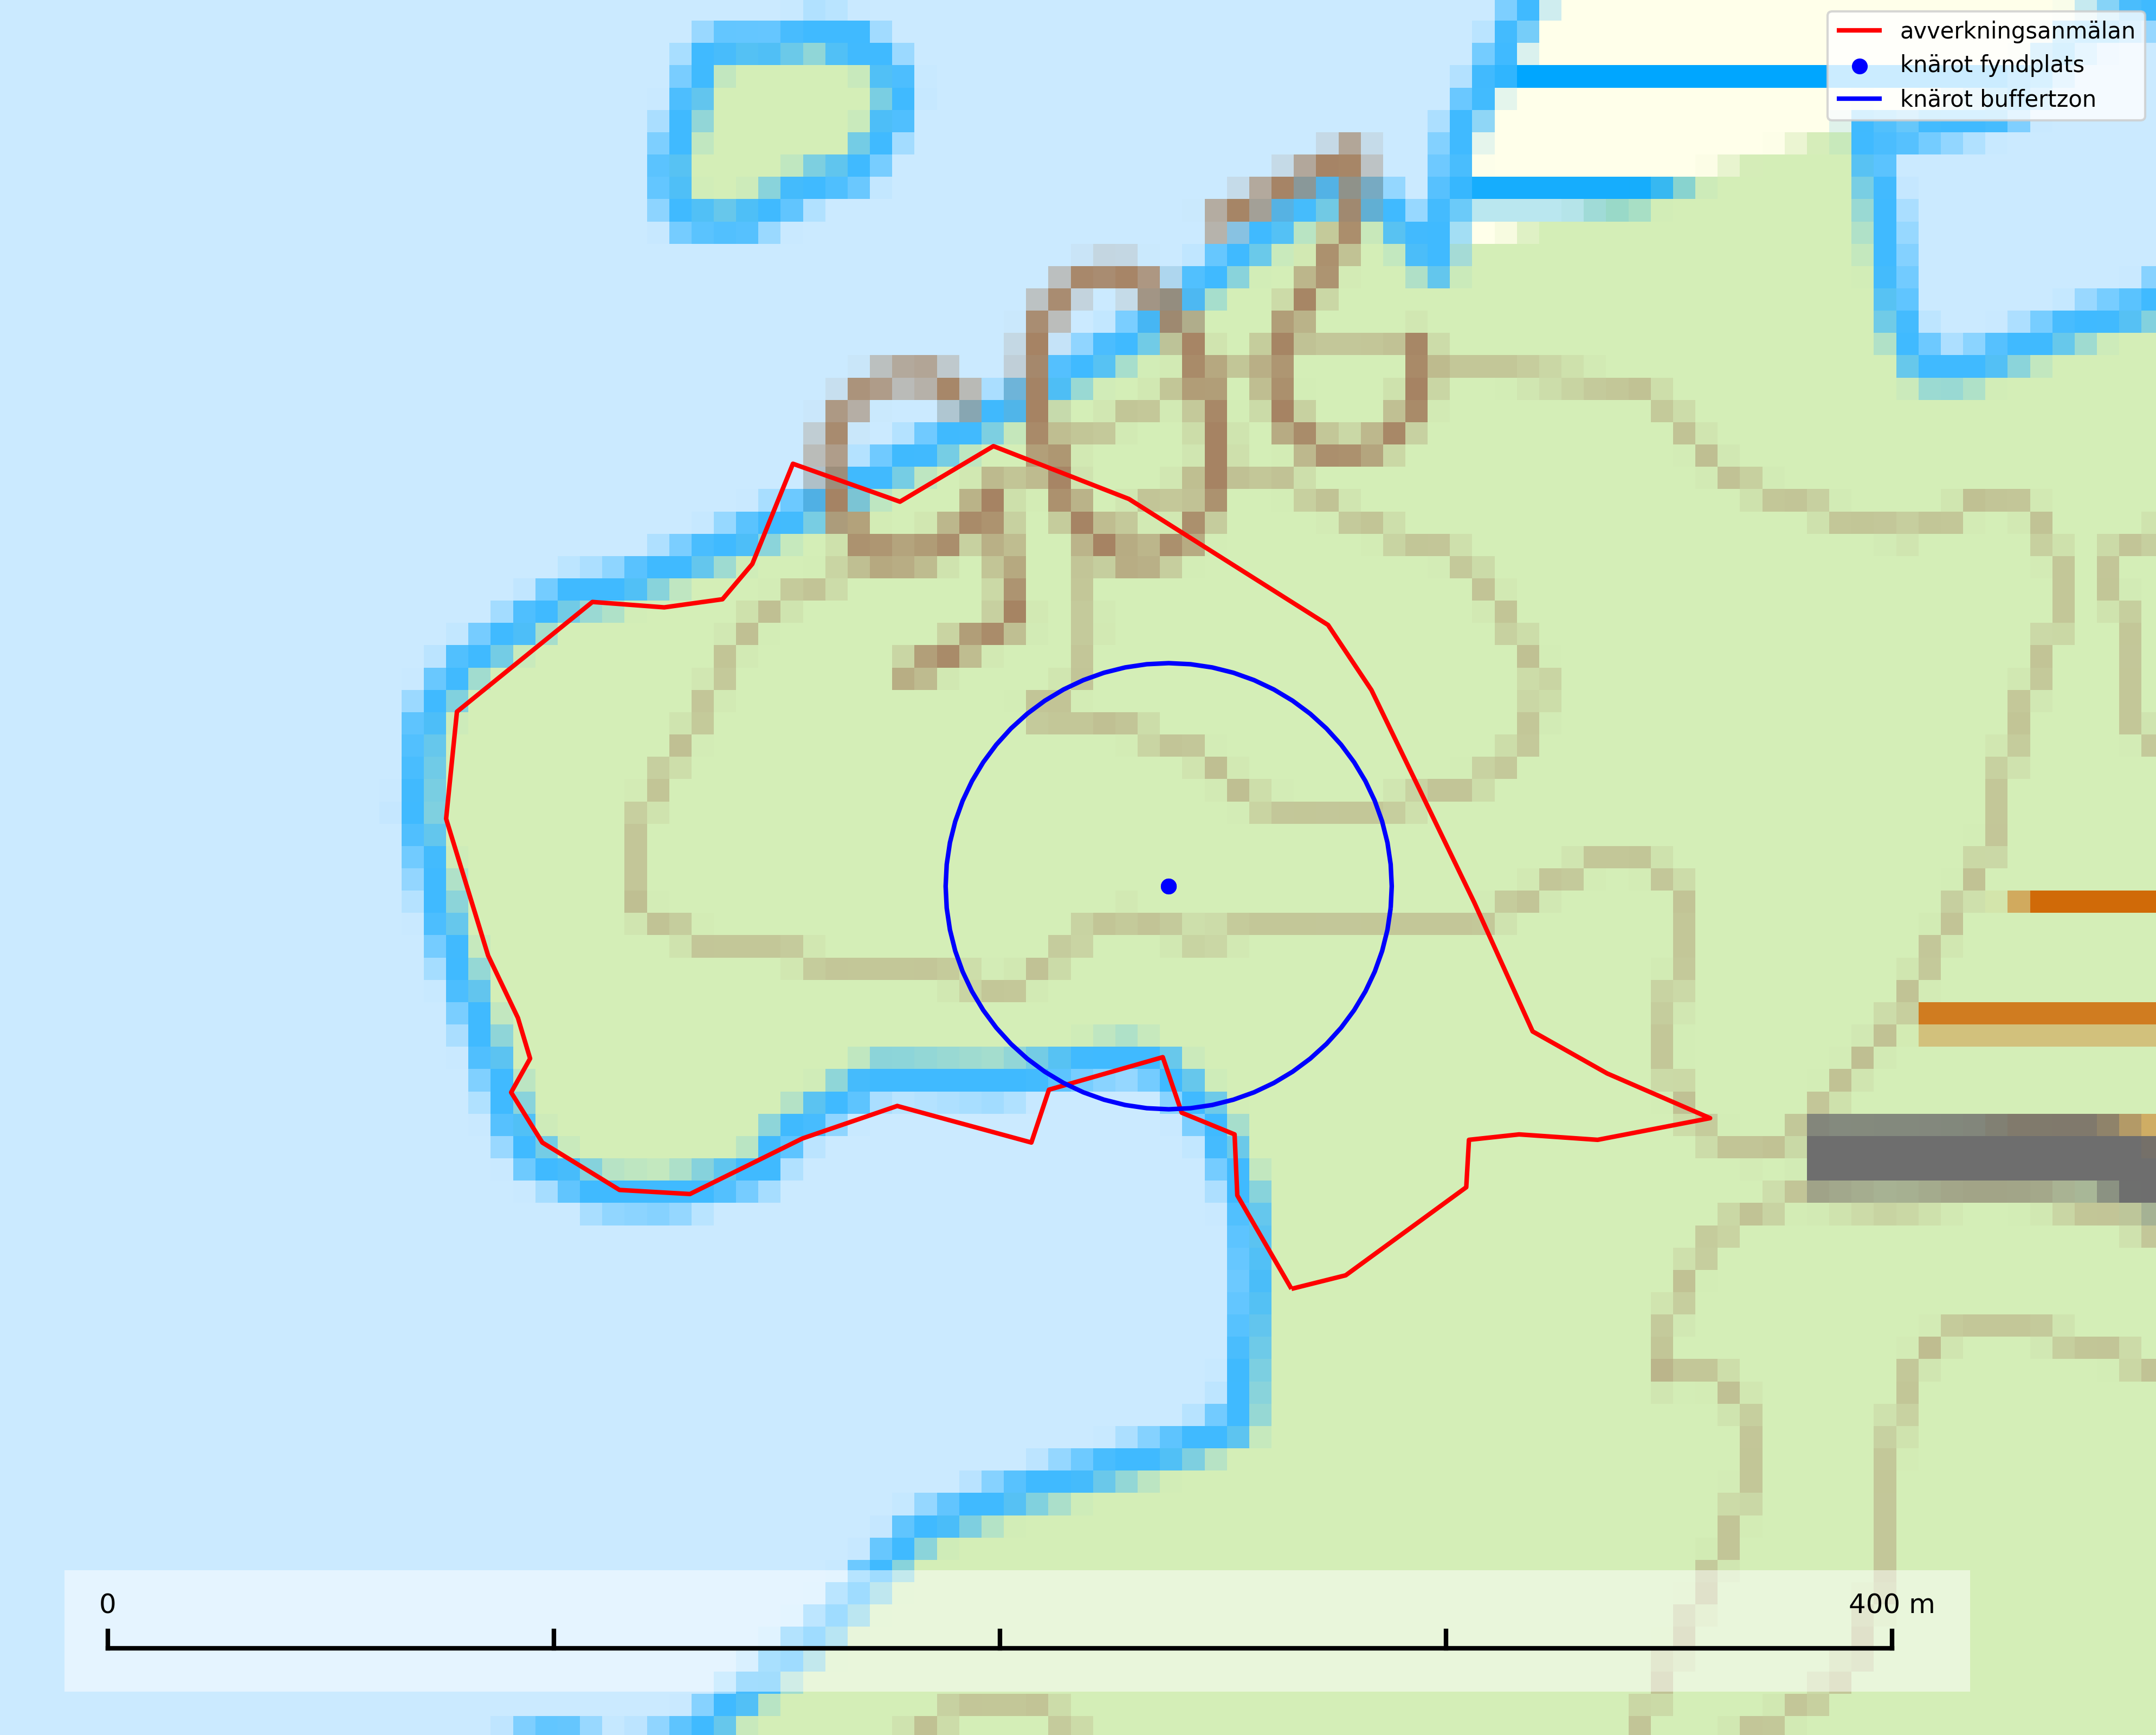 avverkningsanmälan
knärot fyndplats
knärot buffertzon
0
400 m